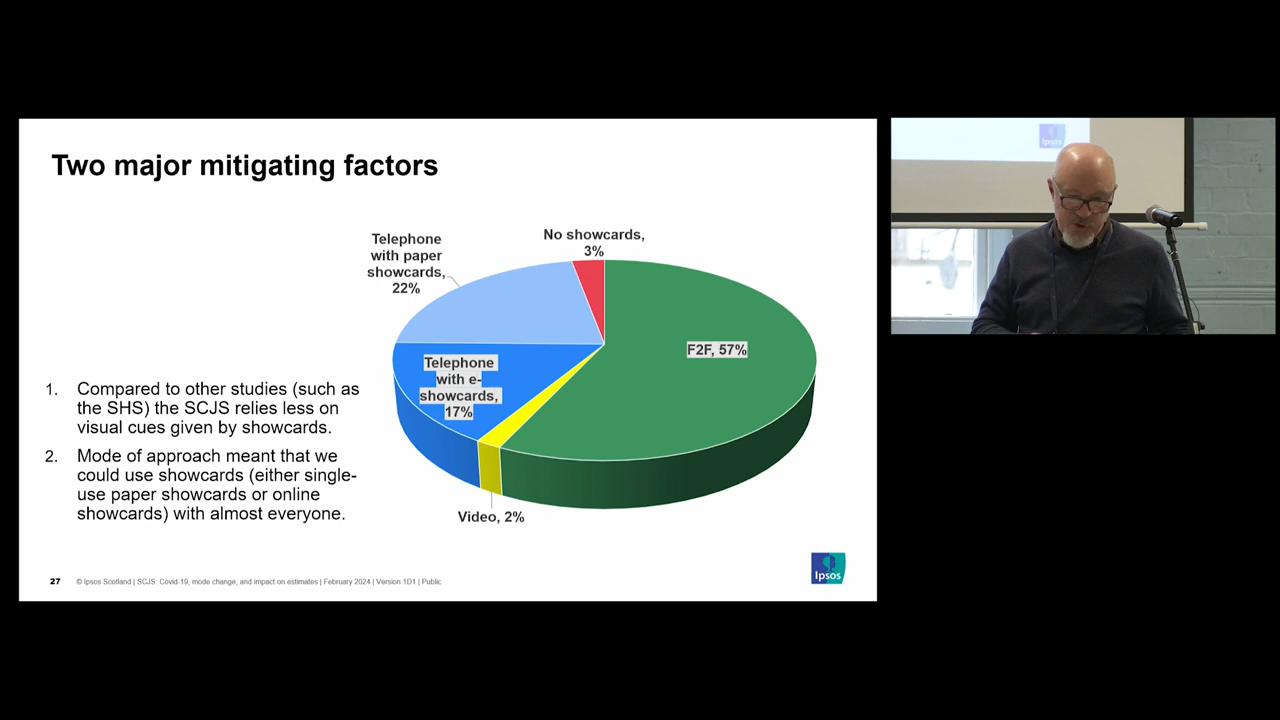 Two major mitigating factors
Telephone
with paper
showcards,
22%
No showcards,
3%
F2F, 57%
Telephone
with e-
showcards,
17%
Video, 2%
1. Compared to other studies (such as
the SHS) the SCJS relies less on
visual cues given by showcards.
2. Mode of approach meant that we
could use showcards (either single-
use paper showcards or online
showcards) with almost everyone.
27 © Ipsos Scotland | SCJS: Covid-19, mode change, and impact on estimates | February 2024 | Version 1D1 | Public
Ipsos
Ipsos